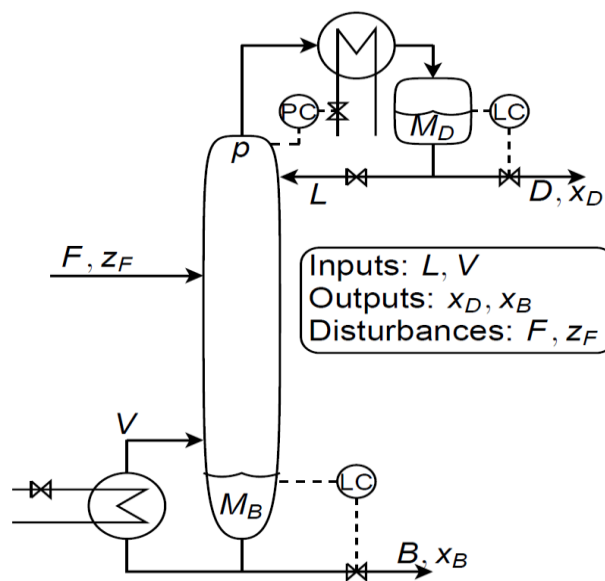 PC
LC
M_D
p
L
D, x_D
F, z_F
Inputs: L, V
Outputs: x_D, x_B
Disturbances: F, z_F
V
LC
M_B
B, x_B